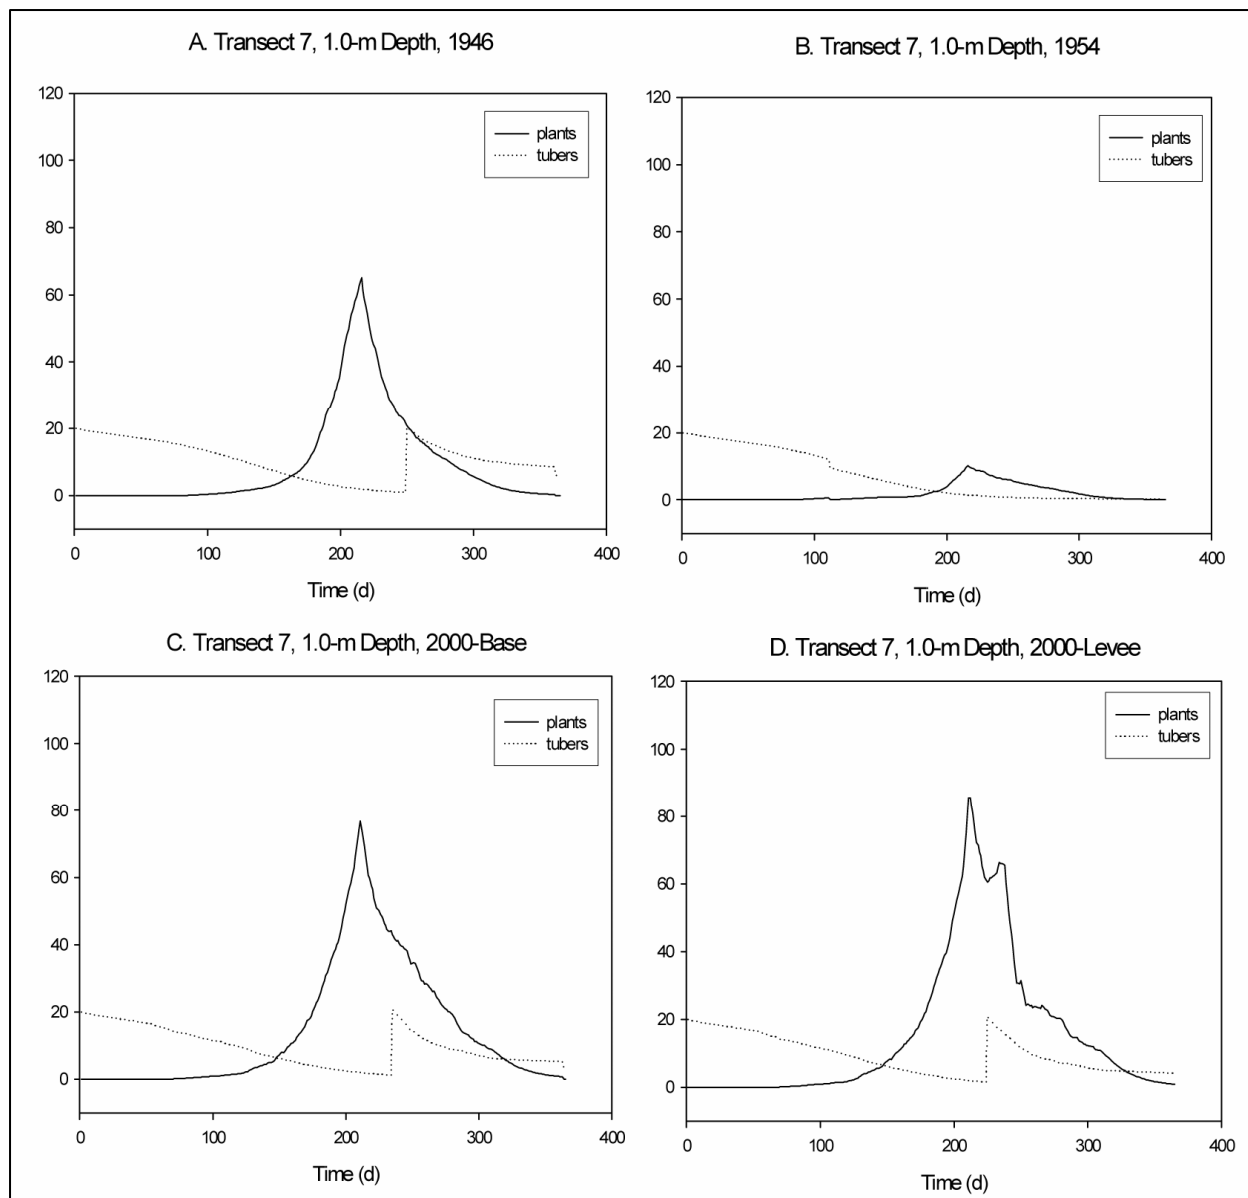 A. Transect 7, 1.0-m Depth, 1946
120
100
80
60
40
20
0
plants
tubers
0 100 200 300 400
Time (d)
B. Transect 7, 1.0-m Depth, 1954
120
100
80
60
40
20
0
plants
tubers
0 100 200 300 400
Time (d)
C. Transect 7, 1.0-m Depth, 2000-Base
120
100
80
60
40
20
0
plants
tubers
0 100 200 300 400
Time (d)
D. Transect 7, 1.0-m Depth, 2000-Levee
120
100
80
60
40
20
0
plants
tubers
0 100 200 300 400
Time (d)